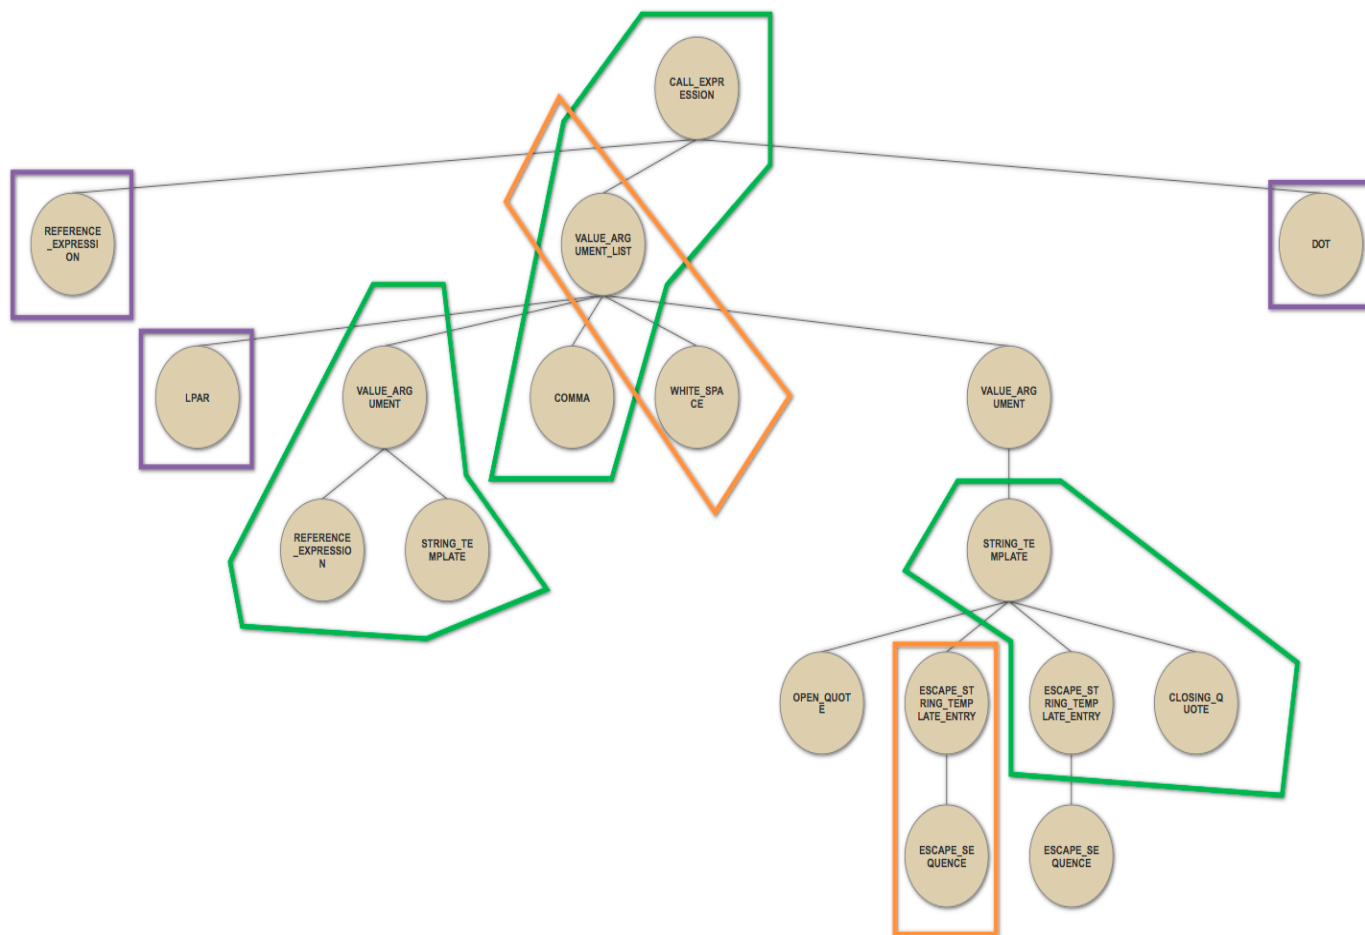 CALL_EXPR
ESSION
REFERENCE
_EXPRESSI
ON
VALUE_ARG
UMENT_LIST
DOT
LPAR
VALUE_ARG
UMENT
COMMA
WHITE_SPA
CE
VALUE_ARG
UMENT
REFERENCE
_EXPRESSIO
N
STRING_TE
MPLATE
STRING_TE
MPLATE
OPEN_QUOT
E
ESCAPE_ST
RING_TEMP
LATE_ENTRY
ESCAPE_ST
RING_TEMP
LATE_ENTRY
CLOSING_Q
UOTE
ESCAPE_SE
QUENCE
ESCAPE_SE
QUENCE